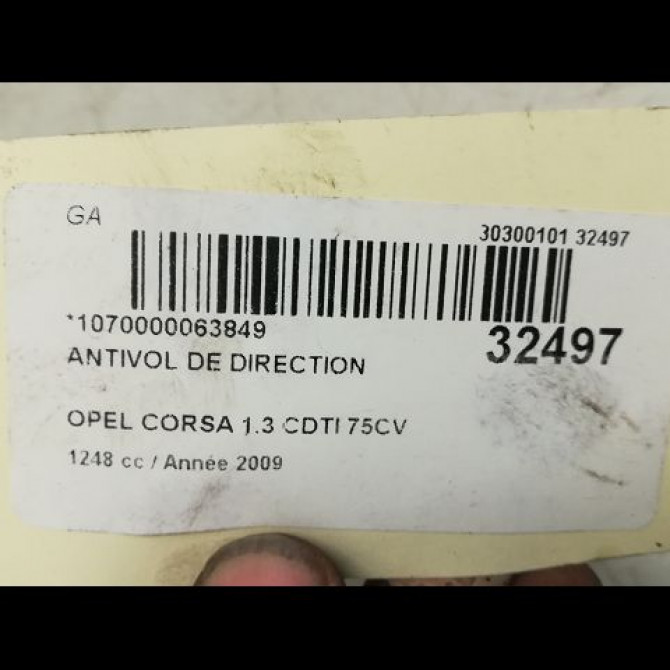 GA
30300101 32497
*1070000063849
32497
ANTIVOL DE DIRECTION
OPEL CORSA 1.3 CDTI 75CV
1248 cc / Année 2009